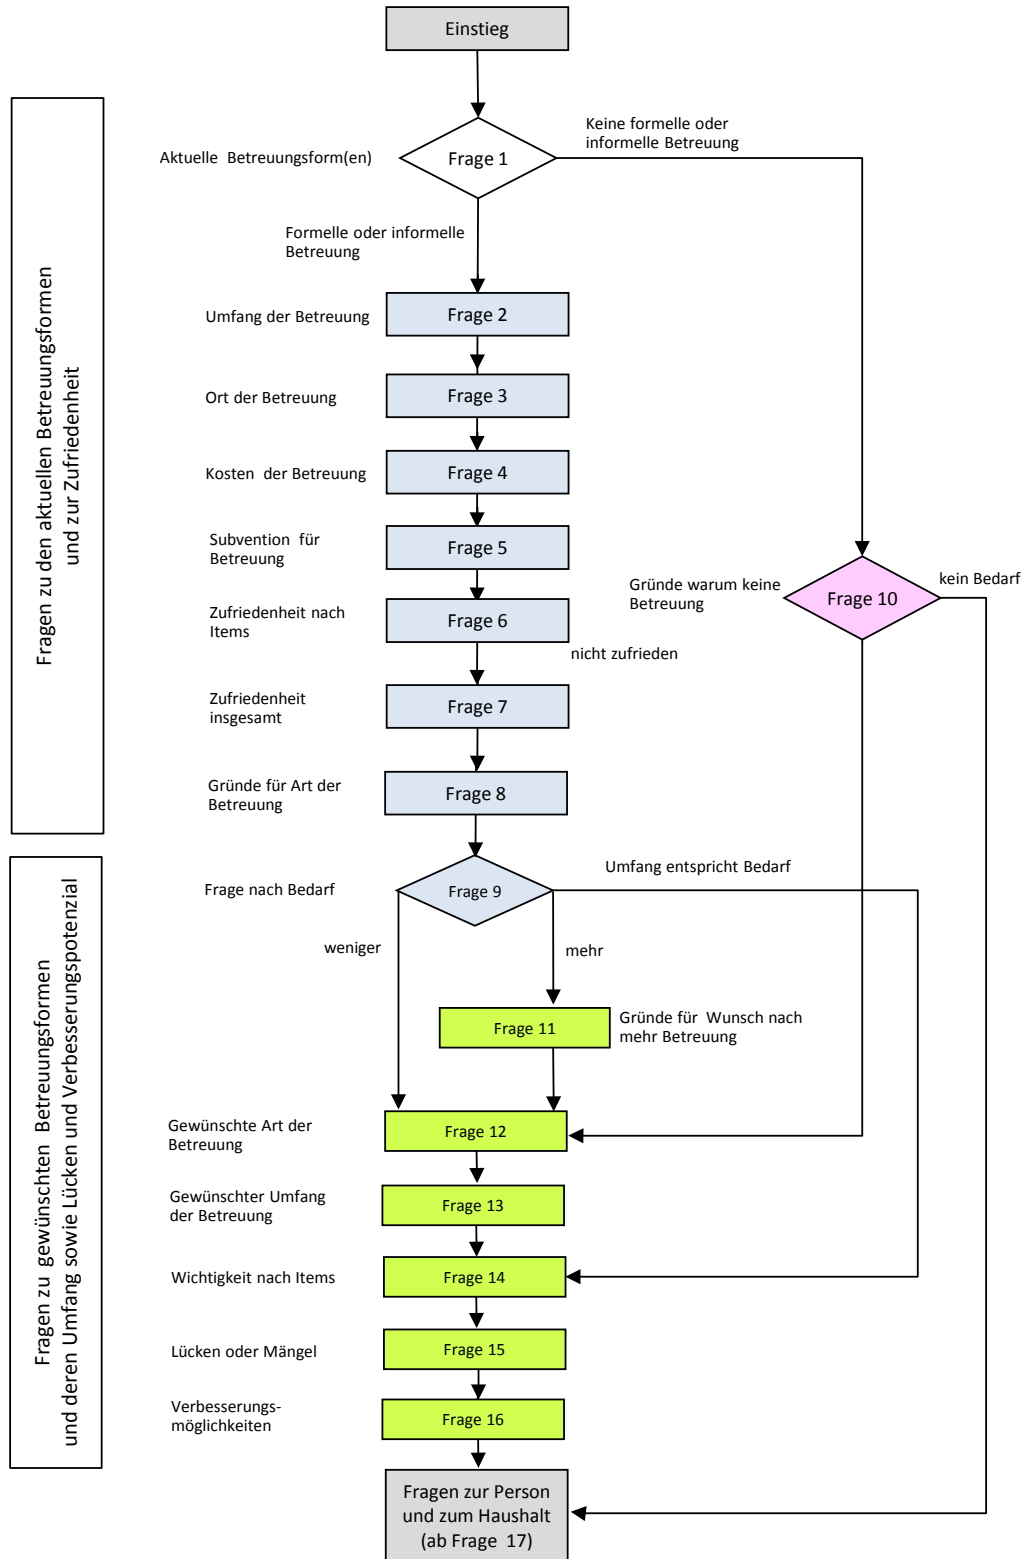 Einstieg
Keine formelle oder
informelle Betreuung
Aktuelle Betreuungsform(en)
Frage 1
Formelle oder informelle
Betreuung
Umfang der Betreuung
Frage 2
Ort der Betreuung
Frage 3
Kosten der Betreuung
Frage 4
Subvention für
Betreuung
Frage 5
Zufriedenheit nach
Items
Frage 6
nicht zufrieden
Gründe warum keine
Betreuung
Frage 10
kein Bedarf
Zufriedenheit
insgesamt
Frage 7
Gründe für Art der
Betreuung
Frage 8
Fragen zu den aktuellen Betreuungsformen
und zur Zufriedenheit
Frage nach Bedarf
Frage 9
Umfang entspricht Bedarf
weniger
mehr
Frage 11
Gründe für Wunsch nach
mehr Betreuung
Gewünschte Art der
Betreuung
Frage 12
Gewünschter Umfang
der Betreuung
Frage 13
Wichtigkeit nach Items
Frage 14
Lücken oder Mängel
Frage 15
Verbesserungs-
möglichkeiten
Frage 16
Fragen zu gewünschten Betreuungsformen
und deren Umfang sowie Lücken und Verbesserungspotenzial
Fragen zur Person
und zum Haushalt
(ab Frage 17)